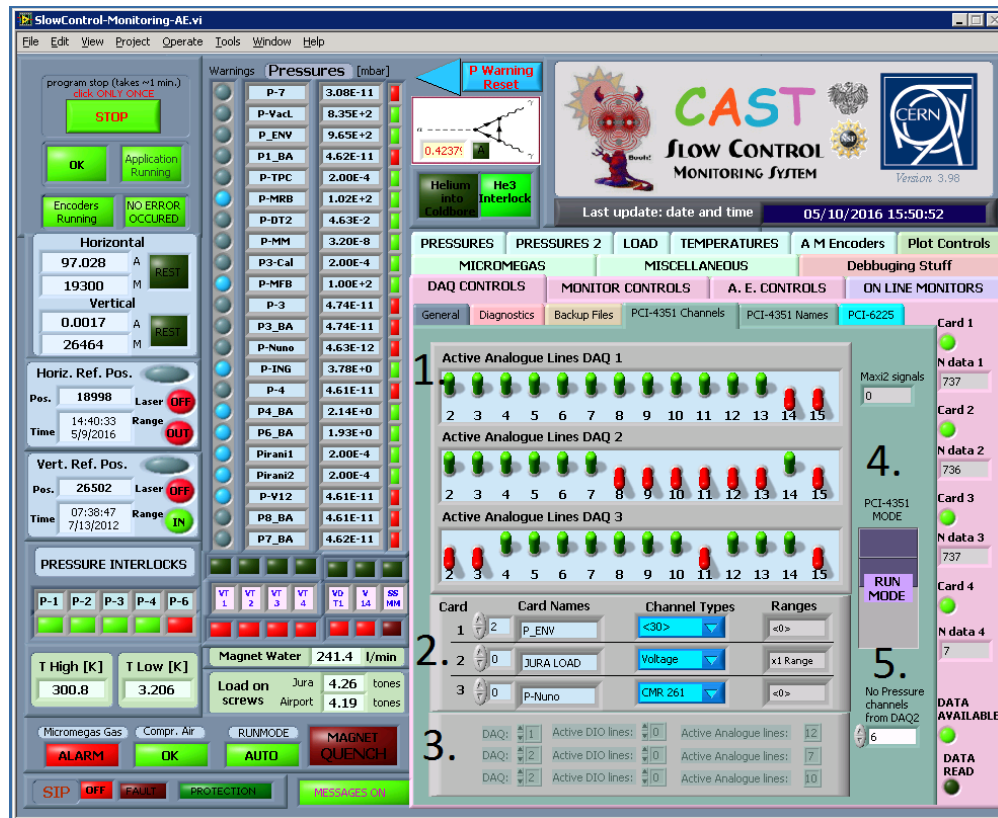 SlowControl-Monitoring-AE.vi
File Edit View Project Operate Tools Window Help
program stop (takes ~1 min.)
click ONLY ONCE
STOP
OK
Application Running
Encoders Running
NO ERROR OCCURED
Horizontal
97.028 A
REST
19300 M
Vertical
0.0017 A
REST
26464 M
Horiz. Ref. Pos.
Pos. 18998 Laser OFF
Time 14:40:33 5/9/2016 Range OUT
Vert. Ref. Pos.
Pos. 26502 Laser OFF
Time 07:38:47 7/13/2012 Range IN
PRESSURE INTERLOCKS
P-1 P-2 P-3 P-4 P-6
T High [K] T Low [K]
300.8 3.206
Micromegas Gas Compr. Air RUNMODE
ALARM OK AUTO MAGNET QUENCH
SIP OFF FAULT PROTECTION MESSAGES ON
Warnings Pressures [mbar]
P-7 3.08E-11
P-VacL 8.35E+2
P_ENV 9.65E+2
P1_BA 4.62E-11
P-TPC 2.00E-4
P-MRB 1.02E+2
P-DT2 4.63E-2
P-MM 3.20E-8
P3-Cal 2.00E-4
P-MFB 1.00E+2
P-3 4.74E-11
P3_BA 4.74E-11
P-Nuno 4.63E-12
P-ING 3.78E+0
P-4 4.61E-11
P4_BA 2.14E+0
P6_BA 1.93E+0
Pirani1 2.00E-4
Pirani2 2.00E-4
P-V12 4.61E-11
P8_BA 4.61E-11
P7_BA 4.62E-11
VT 1 VT 2 VT 3 VT 4 VD T1 V 14 SS MM
Magnet Water 241.4 l/min
Load on screws
Jura 4.26 tones
Airport 4.19 tones
P Warning Reset
a γ γ
0.4237 A
Helium into Coldbore
He3 Interlock
Booh!
CAST
SLOW CONTROL
MONITORING SYSTEM
NSF
CERN
Version 3.98
Last update: date and time 05/10/2016 15:50:52
PRESSURES PRESSURES 2 LOAD TEMPERATURES A M Encoders Plot Controls
MICROMEGAS MISCELLANEOUS Debbuging Stuff
DAQ CONTROLS MONITOR CONTROLS A. E. CONTROLS ON LINE MONITORS
General Diagnostics Backup Files PCI-4351 Channels PCI-4351 Names PCI-6225
1.
Active Analogue Lines DAQ 1
2 3 4 5 6 7 8 9 10 11 12 13 14 15
Active Analogue Lines DAQ 2
2 3 4 5 6 7 8 9 10 11 12 13 14 15
Active Analogue Lines DAQ 3
2 3 4 5 6 7 8 9 10 11 12 13 14 15
2.
Card Card Names Channel Types Ranges
1 2 P_ENV <30> <0>
2 0 JURA LOAD Voltage x1 Range
3 0 P-Nuno CMR 261 <0>
3.
DAQ: 1 Active DIO lines: 0 Active Analogue lines: 12
DAQ: 2 Active DIO lines: 0 Active Analogue lines: 7
DAQ: 2 Active DIO lines: 0 Active Analogue lines: 10
Maxi2 signals
0
4.
PCI-4351
MODE
RUN MODE
5.
No Pressure
channels
from DAQ2
6
Card 1
N data 1
737
Card 2
N data 2
736
Card 3
N data 3
737
Card 4
N data 4
7
DATA AVAILABLE
DATA READ